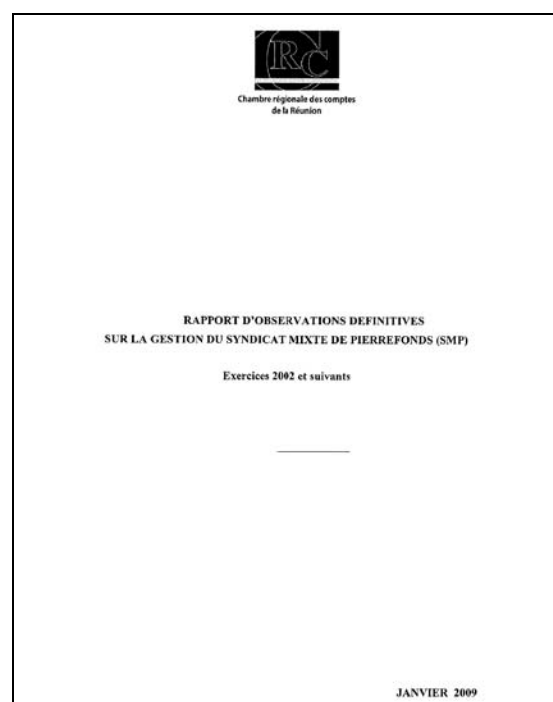 RC
Chambre régionale des comptes
de la Réunion
RAPPORT D'OBSERVATIONS DEFINITIVES
SUR LA GESTION DU SYNDICAT MIXTE DE PIERREFONDS (SMP)
Exercices 2002 et suivants
JANVIER 2009